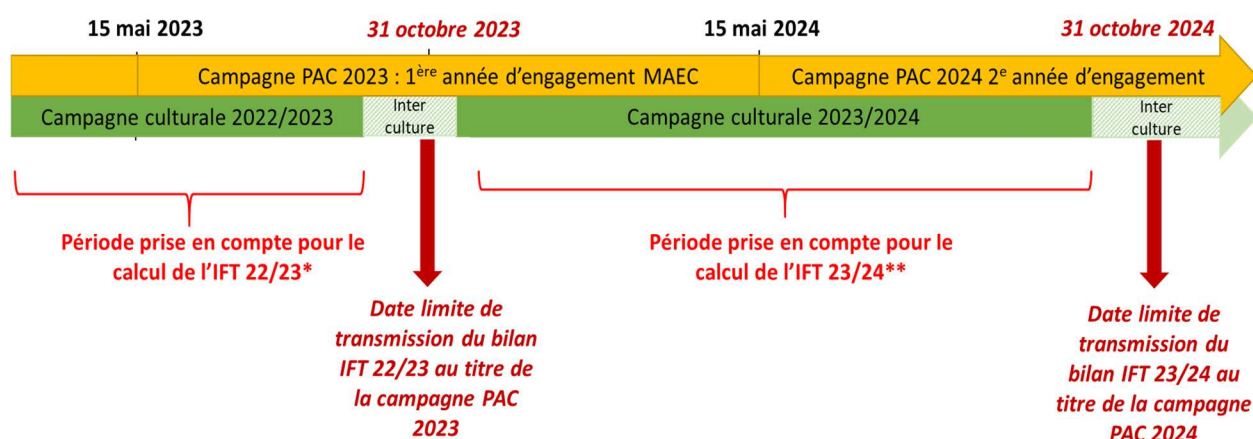 15 mai 2023
31 octobre 2023
15 mai 2024
31 octobre 2024
Campagne PAC 2023 : 1ère année d'engagement MAEC
Campagne PAC 2024 2e année d'engagement
Campagne culturale 2022/2023
Inter
culture
Campagne culturale 2023/2024
Inter
culture
Période prise en compte pour le
calcul de l'IFT 22/23*
Période prise en compte pour le
calcul de l'IFT 23/24**
Date limite de
transmission du bilan
IFT 22/23 au titre de
la campagne PAC
2023
Date limite de
transmission du
bilan IFT 23/24 au
titre de la campagne
PAC 2024